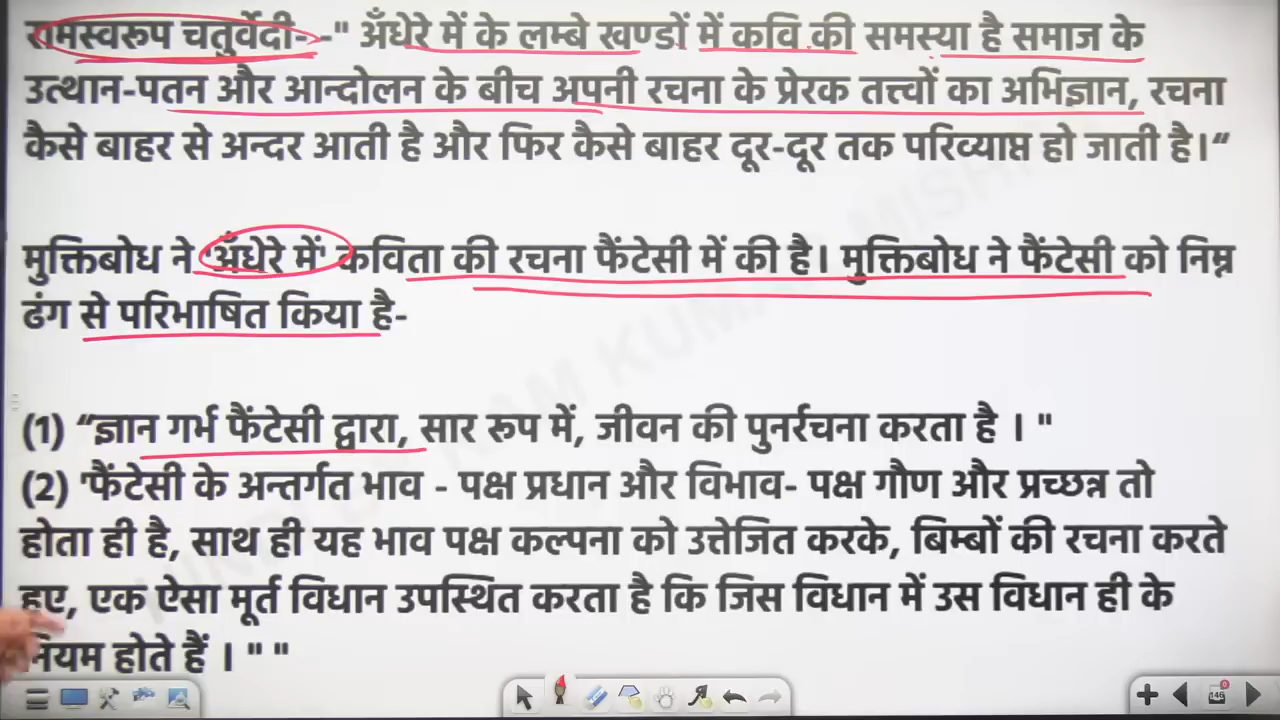 रामस्वरूप चतुर्वेदी- -" अँधेरे में के लम्बे खण्डों में कवि की समस्या है समाज के
उत्थान-पतन और आन्दोलन के बीच अपनी रचना के प्रेरक तत्त्वों का अभिज्ञान, रचना
कैसे बाहर से अन्दर आती है और फिर कैसे बाहर दूर-दूर तक परिव्याप्त हो जाती है।“
मुक्तिबोध ने 'अँधेरे में' कविता की रचना फैंटेसी में की है। मुक्तिबोध ने फैंटेसी को निम्न
ढंग से परिभाषित किया है-
(1) “ज्ञान गर्भ फैंटेसी द्वारा, सार रूप में, जीवन की पुनर्रचना करता है । "
(2) 'फैंटेसी के अन्तर्गत भाव - पक्ष प्रधान और विभाव- पक्ष गौण और प्रच्छन्न तो
होता ही है, साथ ही यह भाव पक्ष कल्पना को उत्तेजित करके, बिम्बों की रचना करते
हुए, एक ऐसा मूर्त विधान उपस्थित करता है कि जिस विधान में उस विधान ही के
नियम होते हैं । " "
146